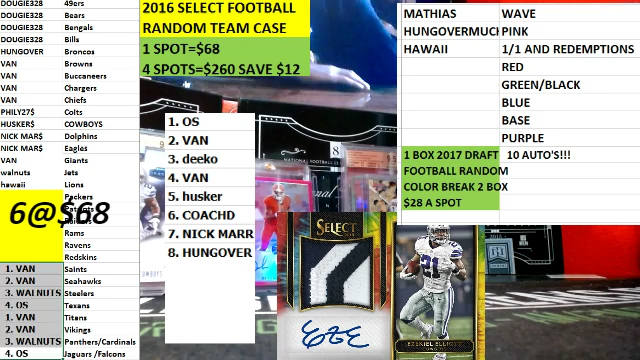 DOUGIE328 49ers
DOUGIE328 Bears
DOUGIE328 Bengals
DOUGIE328 Bills
HUNGOVER Broncos
VAN Browns
VAN Buccaneers
VAN Chargers
VAN Chiefs
PHILY27$ Colts
HUSKER$ COWBOYS
NICK MAR$ Dolphins
NICK MAR$ Eagles
VAN Giants
walnuts Jets
hawaii Lions
Packers
6@$68
Rams
Ravens
Redskins
1. VAN Saints
2. VAN Seahawks
3. WALNUTS Steelers
4. OS Texans
1. VAN Titans
2. VAN Vikings
3. WALNUTS Panthers/Cardinals
4. OS Jaguars /Falcons
2016 SELECT FOOTBALL
RANDOM TEAM CASE
1 SPOT=$68
4 SPOTS=$260 SAVE $12
1. OS
2. VAN
3. deeko
4. VAN
5. husker
6. COACHD
7. NICK MARR
8. HUNGOVER
MATHIAS WAVE
HUNGOVERMUCH PINK
HAWAII 1/1 AND REDEMPTIONS
RED
GREEN/BLACK
BLUE
BASE
PURPLE
1 BOX 2017 DRAFT 10 AUTO'S!!!
FOOTBALL RANDOM
COLOR BREAK 2 BOX
$28 A SPOT
SELECT
21
EZEKIEL ELLIOTT